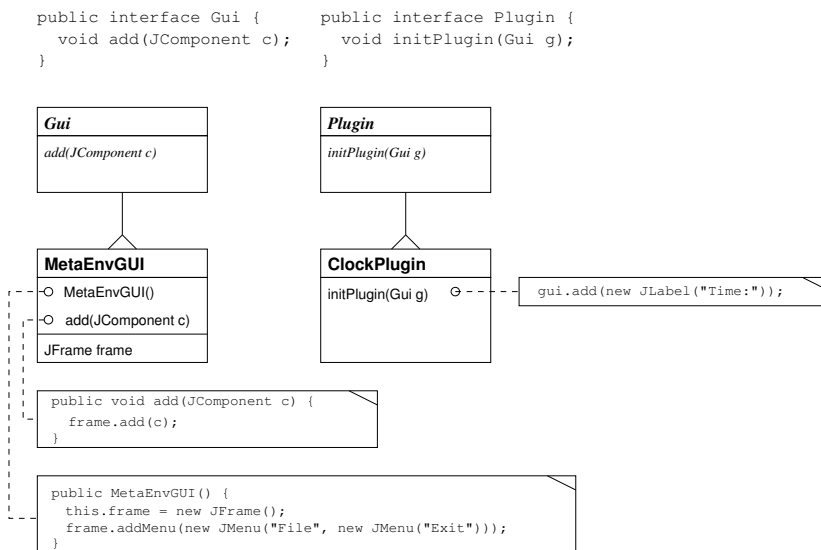 public interface Gui {
  void add(JComponent c);
}
public interface Plugin {
  void initPlugin(Gui g);
}
Gui
add(JComponent c)
Plugin
initPlugin(Gui g)
MetaEnvGUI
MetaEnvGUI()
add(JComponent c)
JFrame frame
ClockPlugin
initPlugin(Gui g)
gui.add(new JLabel("Time:"));
public void add(JComponent c) {
  frame.add(c);
}
public MetaEnvGUI() {
  this.frame = new JFrame();
  frame.addMenu(new JMenu("File", new JMenu("Exit")));
}